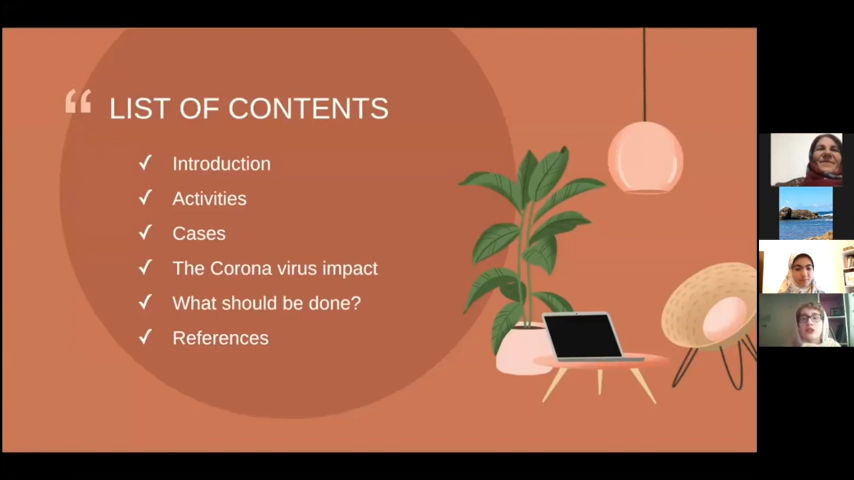 “ LIST OF CONTENTS
✓ Introduction
✓ Activities
✓ Cases
✓ The Corona virus impact
✓ What should be done?
✓ References